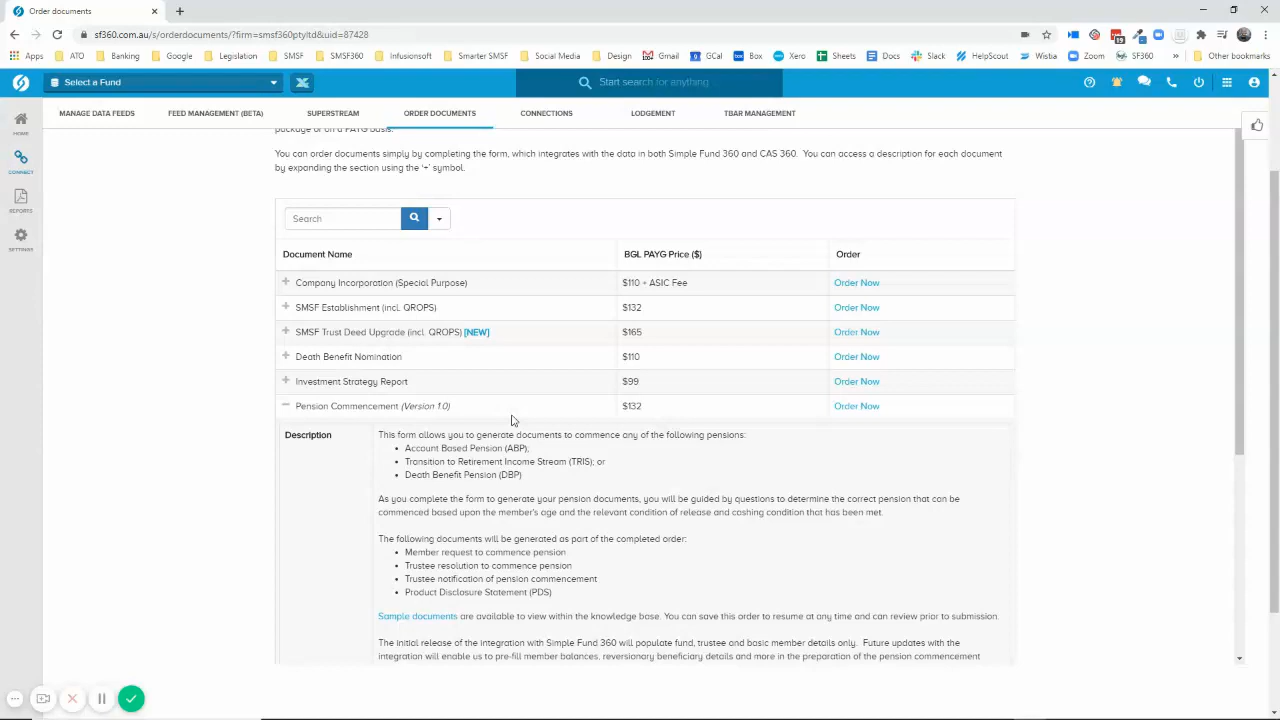 Order documents
sf360.com.au/s/orderdocuments/?firm=smsf360ptyltd&uid=87428
Apps ATO Banking Google Legislation SMSF SMSF360 Infusionsoft Smarter SMSF Social Media Design Gmail GCal Box Xero Sheets Docs Slack HelpScout Wistia Zoom SF360 » Other bookmarks
Select a Fund
Start search for anything
MANAGE DATA FEEDS FEED MANAGEMENT (BETA) SUPERSTREAM ORDER DOCUMENTS CONNECTIONS LODGEMENT TBAR MANAGEMENT
HOME
CONNECT
REPORTS
SETTINGS
package or on a PAYG basis.
You can order documents simply by completing the form, which integrates with the data in both Simple Fund 360 and CAS 360. You can access a description for each document
by expanding the section using the '+' symbol.
Search
Document Name BGL PAYG Price ($) Order
Company Incorporation (Special Purpose) $110 + ASIC Fee Order Now
SMSF Establishment (incl. QROPS) $132 Order Now
SMSF Trust Deed Upgrade (incl. QROPS) [NEW] $165 Order Now
Death Benefit Nomination $110 Order Now
Investment Strategy Report $99 Order Now
Pension Commencement (Version 1.0) $132 Order Now
Description
This form allows you to generate documents to commence any of the following pensions:
• Account Based Pension (ABP);
• Transition to Retirement Income Stream (TRIS); or
• Death Benefit Pension (DBP)
As you complete the form to generate your pension documents, you will be guided by questions to determine the correct pension that can be
commenced based upon the member's age and the relevant condition of release and cashing condition that has been met.
The following documents will be generated as part of the completed order:
• Member request to commence pension
• Trustee resolution to commence pension
• Trustee notification of pension commencement
• Product Disclosure Statement (PDS)
Sample documents are available to view within the knowledge base. You can save this order to resume at any time and can review prior to submission.
The initial release of the integration with Simple Fund 360 will populate fund, trustee and basic member details only. Future updates with the
integration will enable us to pre-fill member balances, reversionary beneficiary details and more in the preparation of the pension commencement